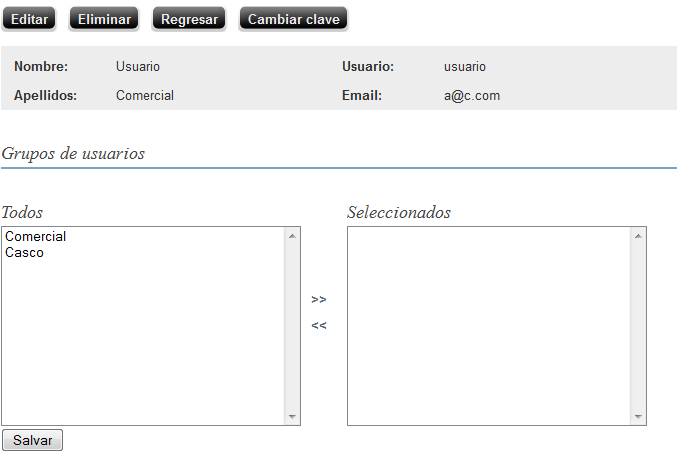 Editar Eliminar Regresar Cambiar clave
Nombre: Usuario Usuario: usuario
Apellidos: Comercial Email: a@c.com
Grupos de usuarios
Todos Seleccionados
Comercial
Casco
>>
<<
Salvar